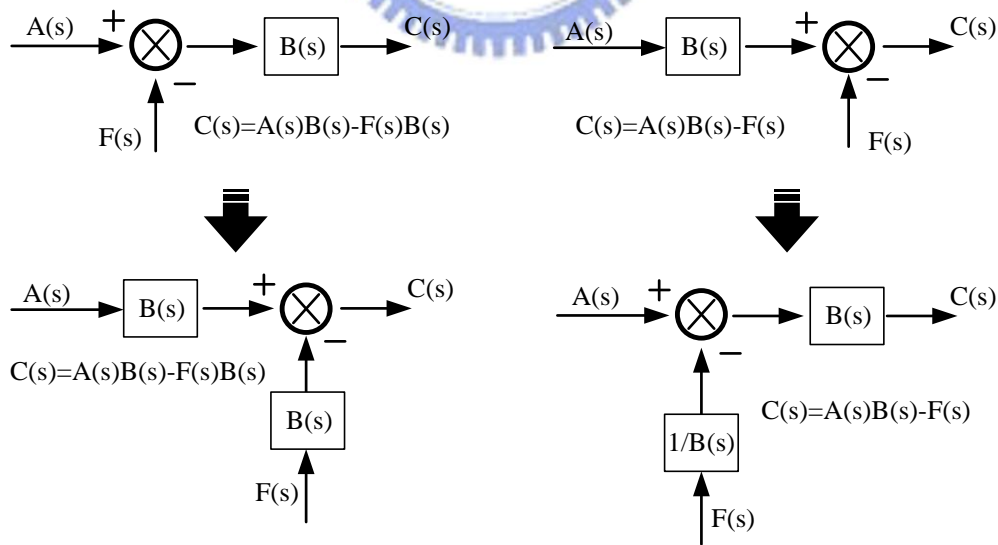 A(s)
+
−
B(s)
C(s)
F(s)
C(s)=A(s)B(s)-F(s)B(s)
A(s)
B(s)
+
−
C(s)
F(s)
C(s)=A(s)B(s)-F(s)
A(s)
B(s)
+
−
C(s)
C(s)=A(s)B(s)-F(s)B(s)
B(s)
F(s)
A(s)
+
−
B(s)
C(s)
C(s)=A(s)B(s)-F(s)
1/B(s)
F(s)